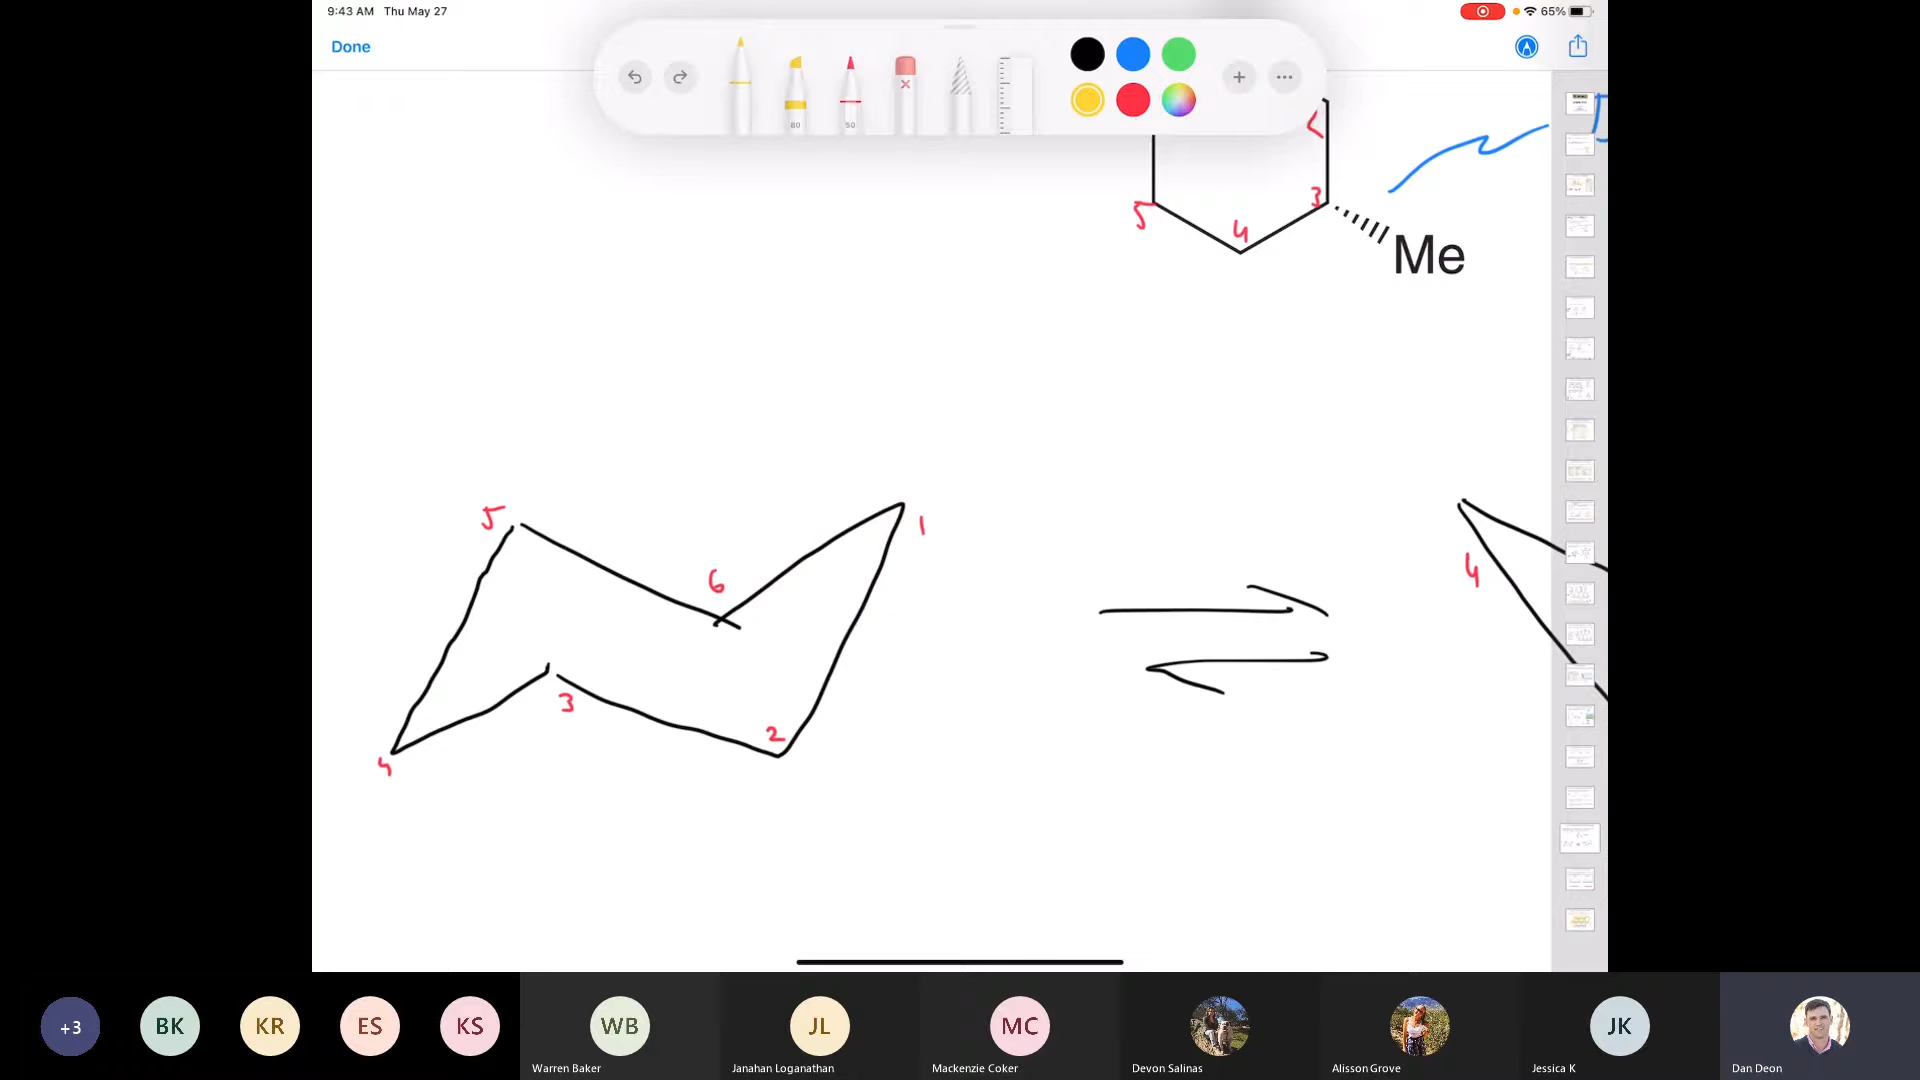 9:43 AM Thu May 27
65%
Done
80
50
5
4
3
Me
5
1
6
3
2
4
4
+3
BK
KR
ES
KS
WB
JL
MC
JK
Warren Baker
Janahan Loganathan
Mackenzie Coker
Devon Salinas
Alisson Grove
Jessica K
Dan Deon